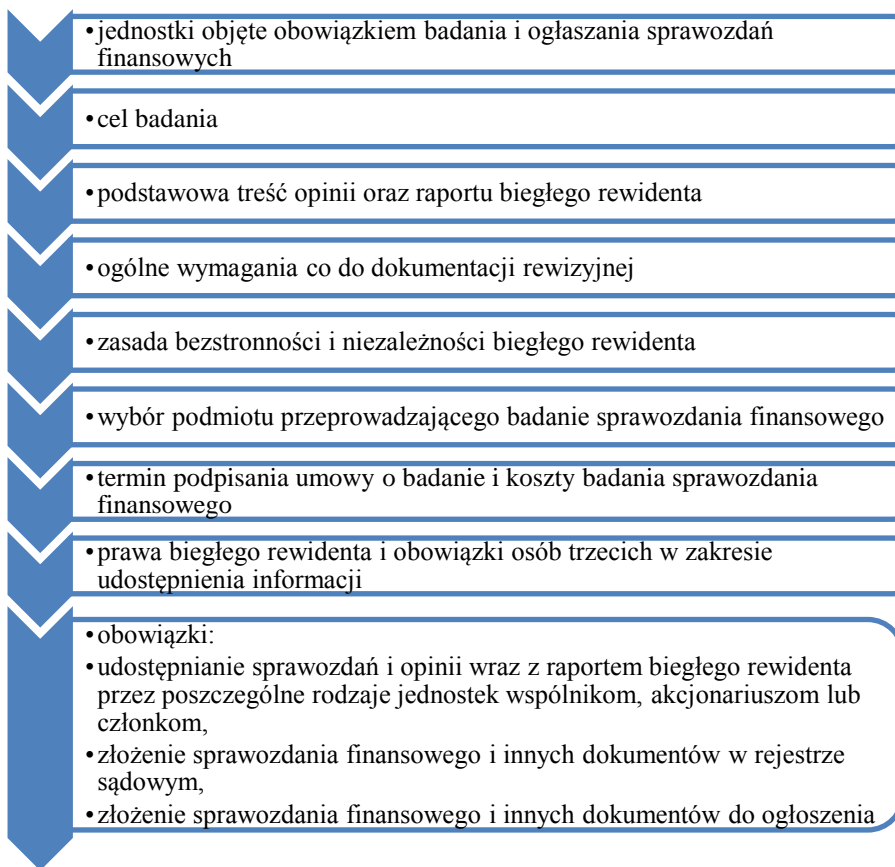 •jednostki objęte obowiązkiem badania i ogłaszania sprawozdań
finansowych
•cel badania
•podstawowa treść opinii oraz raportu biegłego rewidenta
•ogólne wymagania co do dokumentacji rewizyjnej
•zasada bezstronności i niezależności biegłego rewidenta
•wybór podmiotu przeprowadzającego badanie sprawozdania finansowego
•termin podpisania umowy o badanie i koszty badania sprawozdania
finansowego
•prawa biegłego rewidenta i obowiązki osób trzecich w zakresie
udostępnienia informacji
•obowiązki:
•udostępnianie sprawozdań i opinii wraz z raportem biegłego rewidenta
przez poszczególne rodzaje jednostek wspólnikom, akcjonariuszom lub
członkom,
•złożenie sprawozdania finansowego i innych dokumentów w rejestrze
sądowym,
•złożenie sprawozdania finansowego i innych dokumentów do ogłoszenia